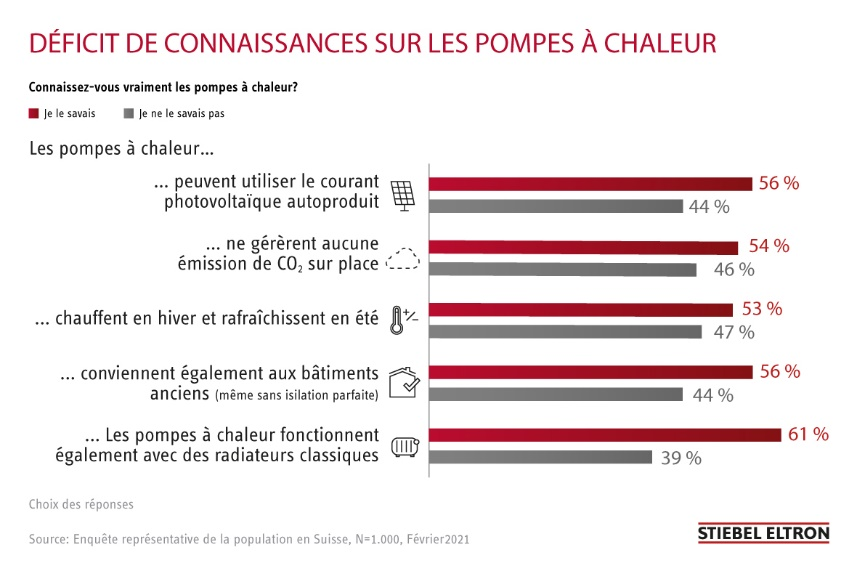 DÉFICIT DE CONNAISSANCES SUR LES POMPES À CHALEUR
Connaissez-vous vraiment les pompes à chaleur?
Je le savais Je ne le savais pas
Les pompes à chaleur...
... peuvent utiliser le courant
photovoltaïque autoproduit
56 %
44 %
... ne gérèrent aucune
émission de CO₂ sur place
54 %
46 %
... chauffent en hiver et rafraîchissent en été
+/-
53 %
47 %
... conviennent également aux bâtiments
anciens (même sans isilation parfaite)
56 %
44 %
... Les pompes à chaleur fonctionnent
également avec des radiateurs classiques
61 %
39 %
Choix des réponses
Source: Enquête représentative de la population en Suisse, N=1.000, Février2021
STIEBEL ELTRON